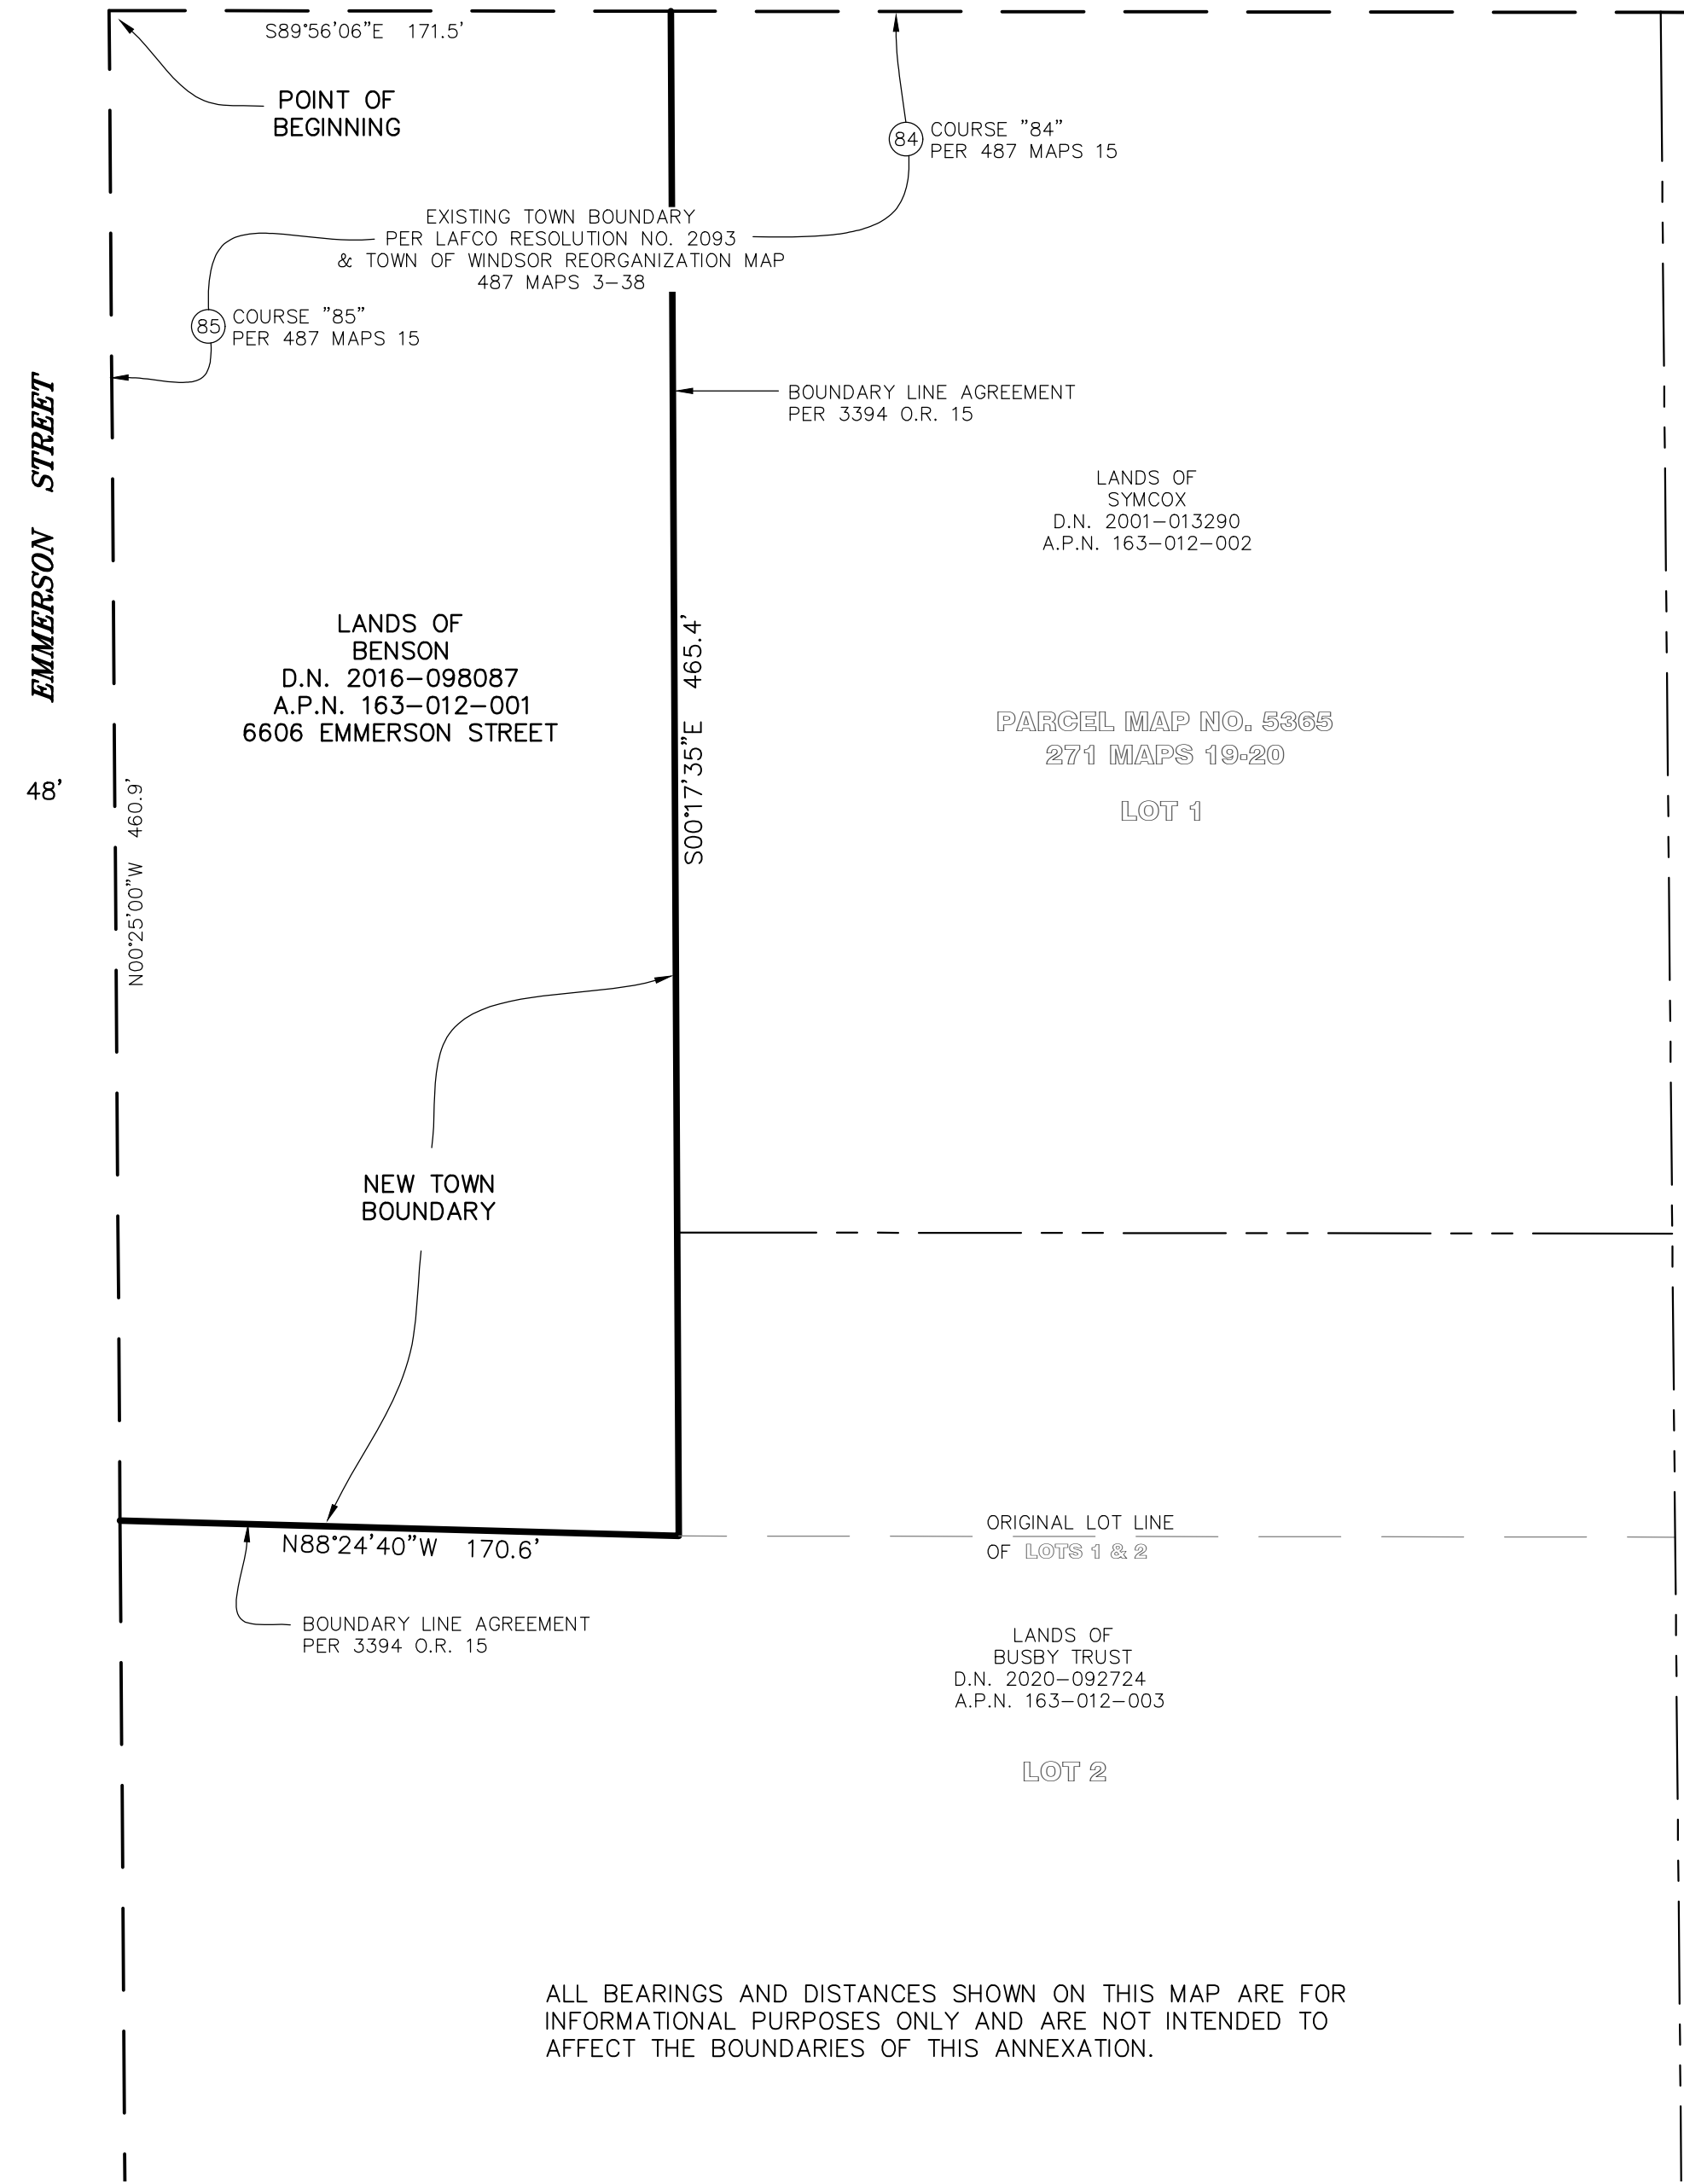 S89°56'06"E 171.5'
POINT OF
BEGINNING
84
COURSE "84"
PER 487 MAPS 15
EXISTING TOWN BOUNDARY
PER LAFCO RESOLUTION NO. 2093
& TOWN OF WINDSOR REORGANIZATION MAP
487 MAPS 3-38
85
COURSE "85"
PER 487 MAPS 15
BOUNDARY LINE AGREEMENT
PER 3394 O.R. 15
EMMERSON STREET
48'
LANDS OF
SYMCOX
D.N. 2001-013290
A.P.N. 163-012-002
LANDS OF
BENSON
D.N. 2016-098087
A.P.N. 163-012-001
6606 EMMERSON STREET
S00°17'35"E 465.4'
PARCEL MAP NO. 5365
271 MAPS 19-20
LOT 1
N00°25'00"W 460.9'
NEW TOWN
BOUNDARY
N88°24'40"W 170.6'
ORIGINAL LOT LINE
OF LOTS 1 & 2
BOUNDARY LINE AGREEMENT
PER 3394 O.R. 15
LANDS OF
BUSBY TRUST
D.N. 2020-092724
A.P.N. 163-012-003
LOT 2
ALL BEARINGS AND DISTANCES SHOWN ON THIS MAP ARE FOR
INFORMATIONAL PURPOSES ONLY AND ARE NOT INTENDED TO
AFFECT THE BOUNDARIES OF THIS ANNEXATION.